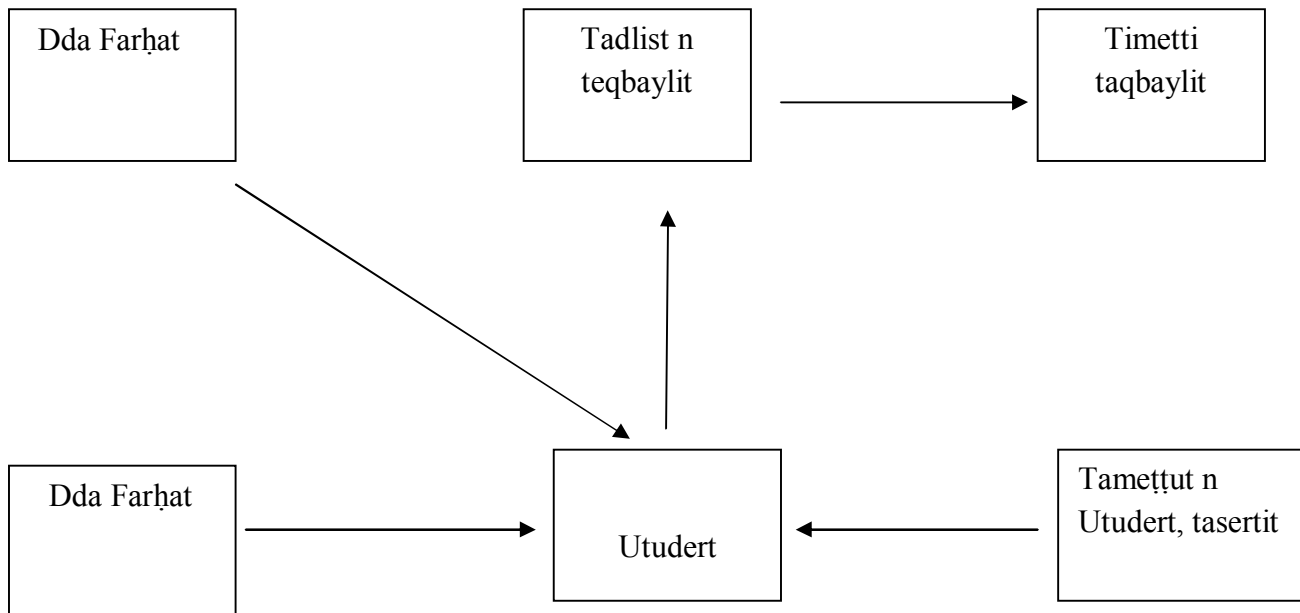 Dda Farḥat
Tadlist n
teqbaylit
Timetti
taqbaylit
Dda Farḥat
Utudert
Tameṭṭut n
Utudert, tasertit